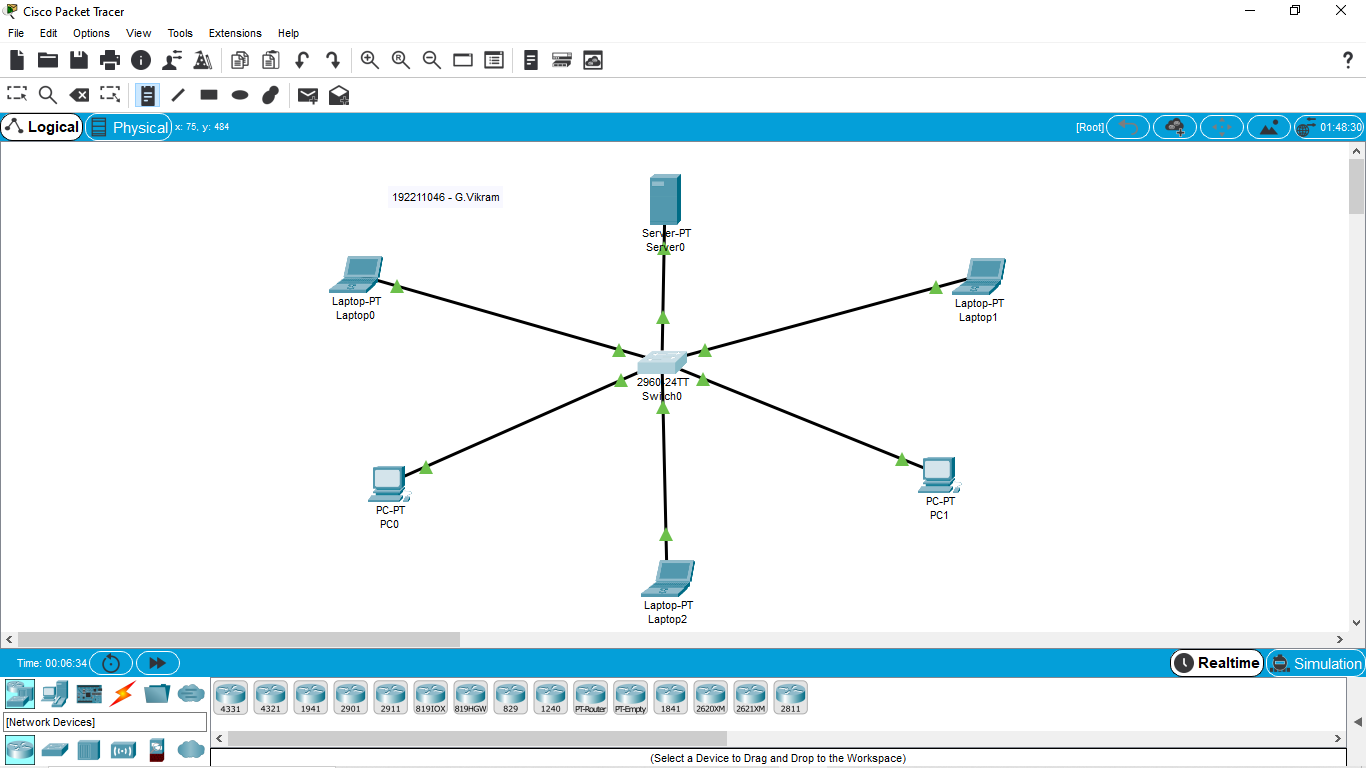 Cisco Packet Tracer
File Edit Options View Tools Extensions Help
Logical Physical x: 75, y: 484 [Root] 01:48:30
192211046 - G.Vikram
Server-PT
Server0
Laptop-PT
Laptop0
Laptop-PT
Laptop1
2960-24TT
Switch0
PC-PT
PC0
PC-PT
PC1
Laptop-PT
Laptop2
Time: 00:06:34 Realtime Simulation
4331 4321 1941 2901 2911 819IOX 819HGW 829 1240 PT-Router PT-Empty 1841 2620XM 2621XM 2811
[Network Devices]
(Select a Device to Drag and Drop to the Workspace)